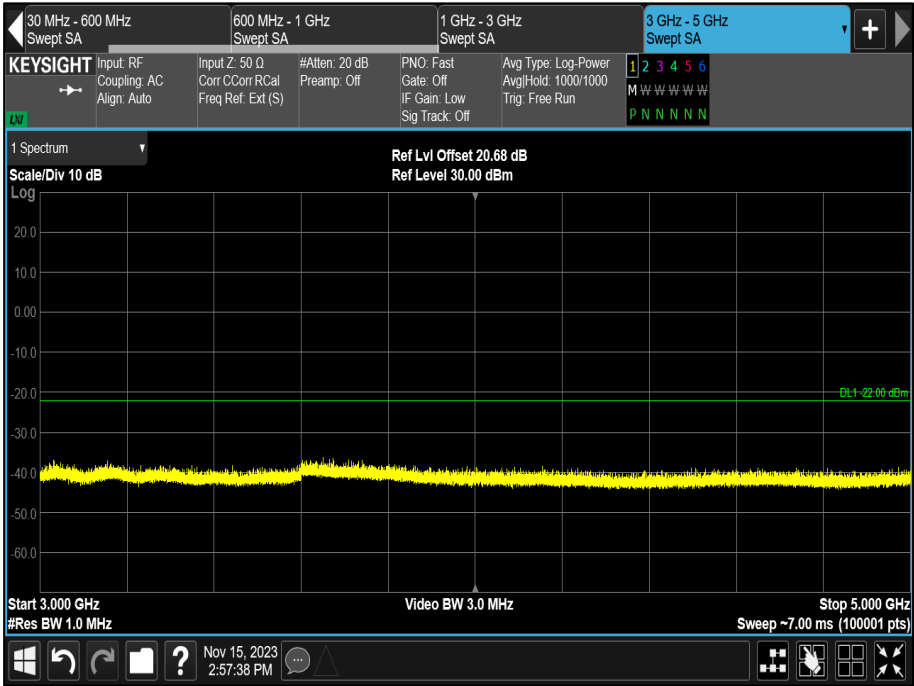 30 MHz - 600 MHz
Swept SA
600 MHz - 1 GHz
Swept SA
1 GHz - 3 GHz
Swept SA
3 GHz - 5 GHz
Swept SA
+
KEYSIGHT
LXI
Input: RF
Coupling: AC
Align: Auto
Input Z: 50 Ω
Corr CCorr RCal
Freq Ref: Ext (S)
#Atten: 20 dB
Preamp: Off
PNO: Fast
Gate: Off
IF Gain: Low
Sig Track: Off
Avg Type: Log-Power
Avg|Hold: 1000/1000
Trig: Free Run
1 2 3 4 5 6
M W W W W W
P N N N N N
1 Spectrum
Scale/Div 10 dB
Ref Lvl Offset 20.68 dB
Ref Level 30.00 dBm
Log
20.0
10.0
0.00
-10.0
-20.0
DL1 -22.00 dBm
-30.0
-40.0
-50.0
-60.0
Start 3.000 GHz
Video BW 3.0 MHz
Stop 5.000 GHz
#Res BW 1.0 MHz
Sweep ~7.00 ms (100001 pts)
?
Nov 15, 2023
2:57:38 PM